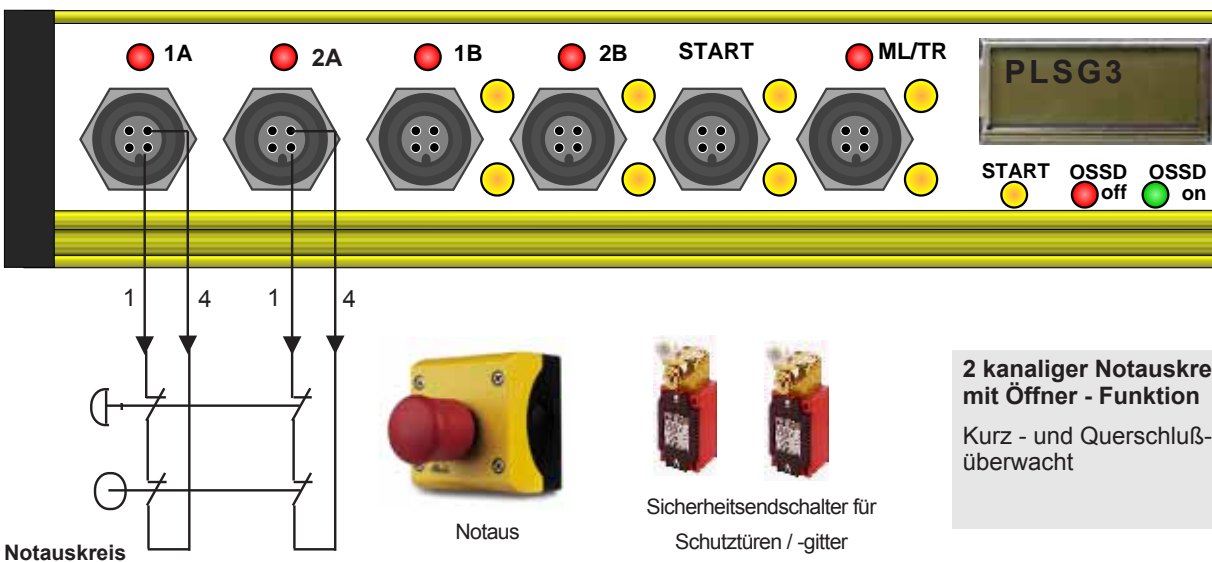 1A
2A
1B
2B
START
ML/TR
PLSG3
START
OSSD off
OSSD on
1
4
1
4
2 kanaliger Notauskre
mit Öffner - Funktion
Kurz - und Querschluß-
überwacht
Notaus
Sicherheitsendschalter für
Schutztüren / -gitter
Notauskreis